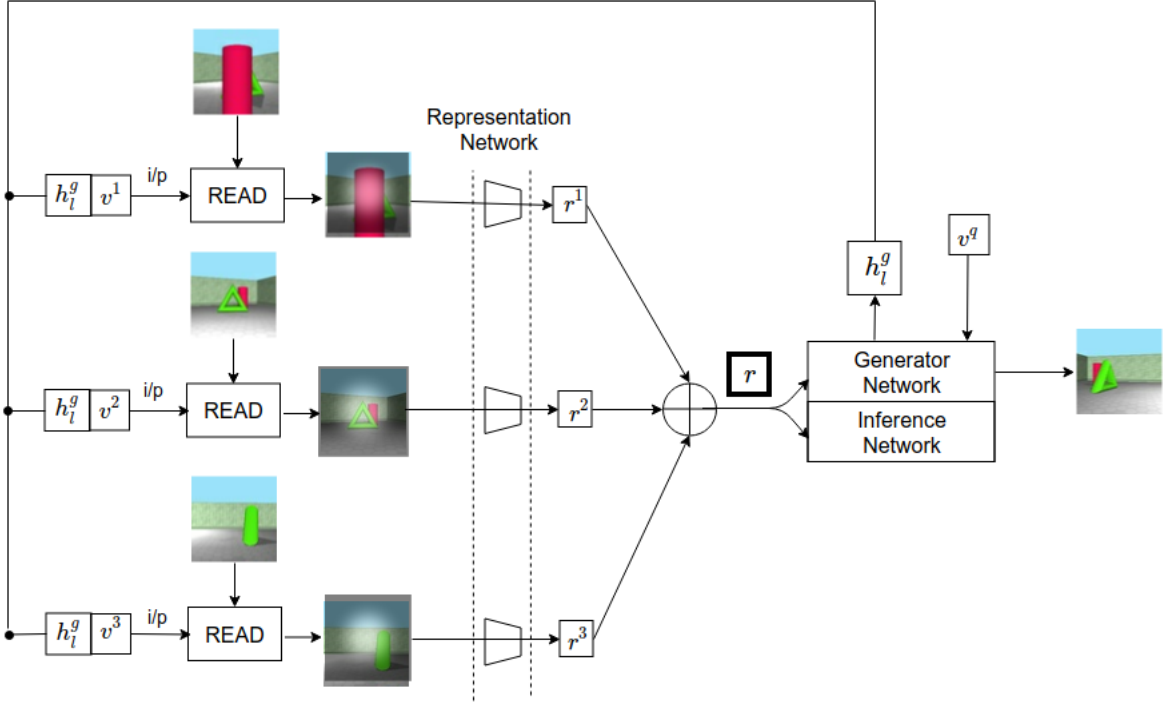 Representation
Network
h_l^g v^1 i/p READ r^1
v^q
h_l^g
h_l^g v^2 i/p READ r^2
r
Generator
Network
Inference
Network
h_l^g v^3 i/p READ r^3